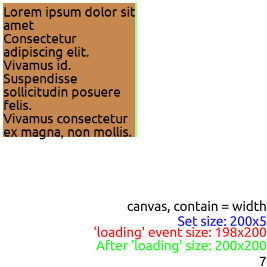 Lorem ipsum dolor sit
amet
Consectetur
adipiscing elit.
Vivamus id.
Suspendisse
sollicitudin posuere
felis.
Vivamus consectetur
ex magna, non mollis.
canvas, contain = width
Set size: 200x5
'loading' event size: 198x200
After 'loading' size: 200x200
7